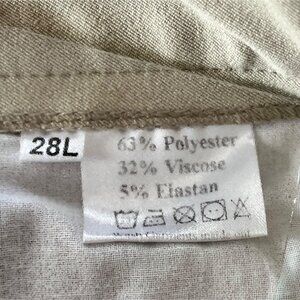 28L
63% Polyester
32% Viscose
5% Elastan